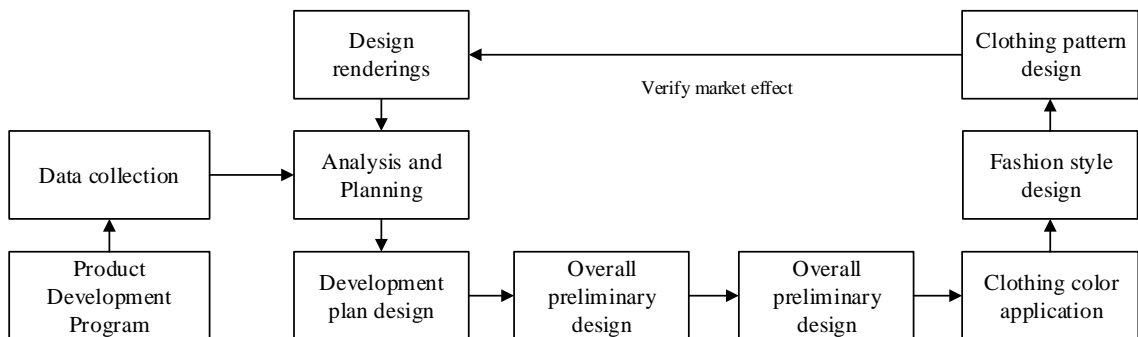 Design
renderings
Clothing pattern
design
Verify market effect
Data collection
Analysis and
Planning
Fashion style
design
Product
Development
Program
Development
plan design
Overall
preliminary
design
Overall
preliminary
design
Clothing color
application